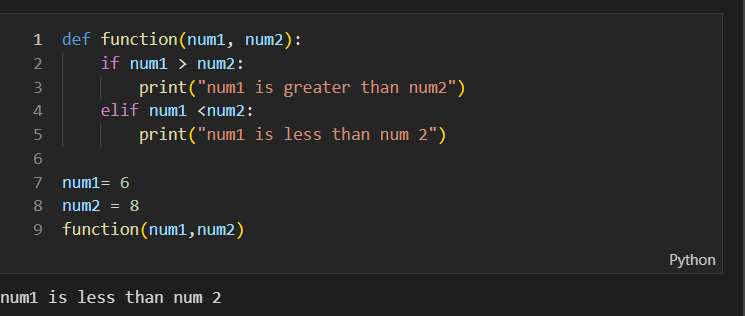 1 def function(num1, num2):
2     if num1 > num2:
3         print("num1 is greater than num2")
4     elif num1 <num2:
5         print("num1 is less than num 2")
6
7 num1= 6
8 num2 = 8
9 function(num1,num2)
Python
num1 is less than num 2